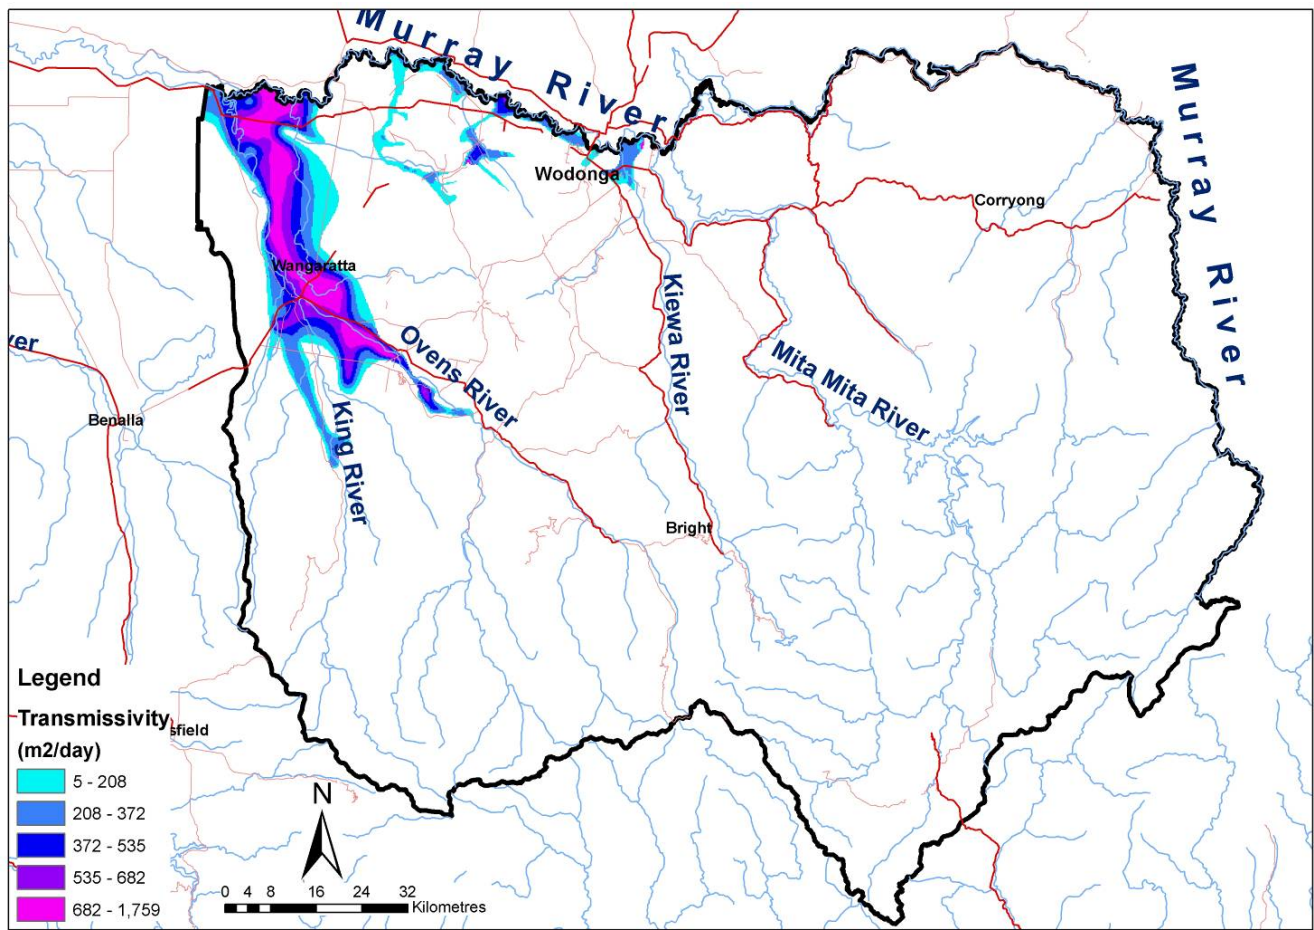 Murray River
Murray River
Wodonga
Corryong
Wangaratta
Kiewa River
Ovens River
Mita Mita River
ver
Benalla
King River
Bright
Legend
Transmissivity
(m2/day)
sfield
5 - 208
208 - 372
372 - 535
535 - 682
682 - 1,759
N
0 4 8 16 24 32
Kilometres